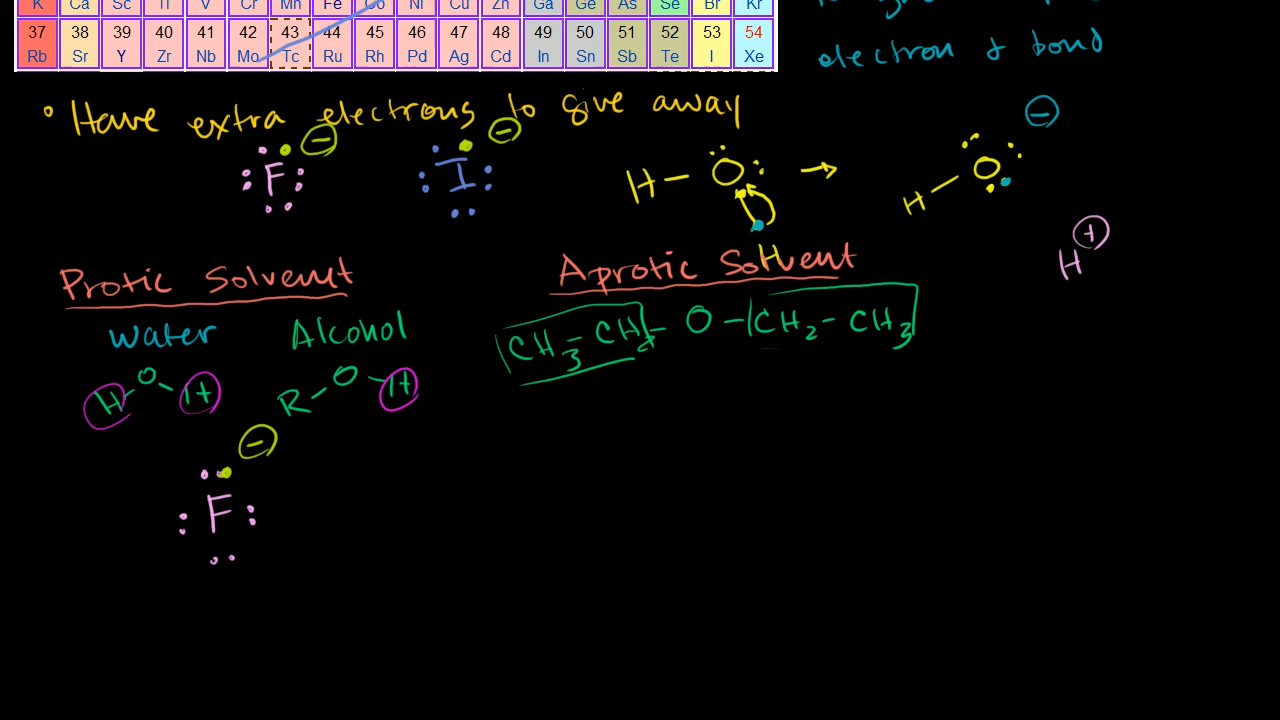 K Ca Sc Ti V Cr Mn Fe Co Ni Cu Zn Ga Ge As Se Br Kr
37 38 39 40 41 42 43 44 45 46 47 48 49 50 51 52 53 54
Rb Sr Y Zr Nb Mo Tc Ru Rh Pd Ag Cd In Sn Sb Te I Xe
electron & bond
• Have extra electrons to give away
F − I − H − O → H − O −
H
H +
Protic Solvent Aprotic Solvent
Water Alcohol
CH3 − CH2 − O − CH2 − CH3
H O H R − O − H
−
F